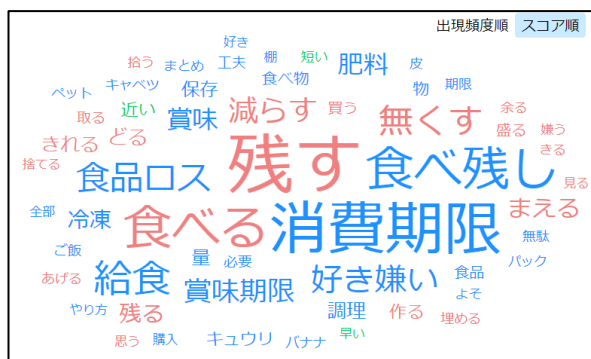 出現頻度順 スコア順
好き
拾う まとめ 工夫 棚 短い 肥料 皮
ペット キャベツ 保存 食べ物 物 期限
取る 近い 賞味 減らす 買う 無くす 余る
きれる どる 盛る 嫌う
捨てる 食品ロス 残す 食べ残し きる
見る
全部 冷凍 食べる 消費期限 まえる
ご飯 量 必要 無駄
あげる 給食 賞味期限 好き嫌い 食品 パック
よそ
やり方 残る 調理 作る 埋める
思う 購入 キュウリ バナナ 早い